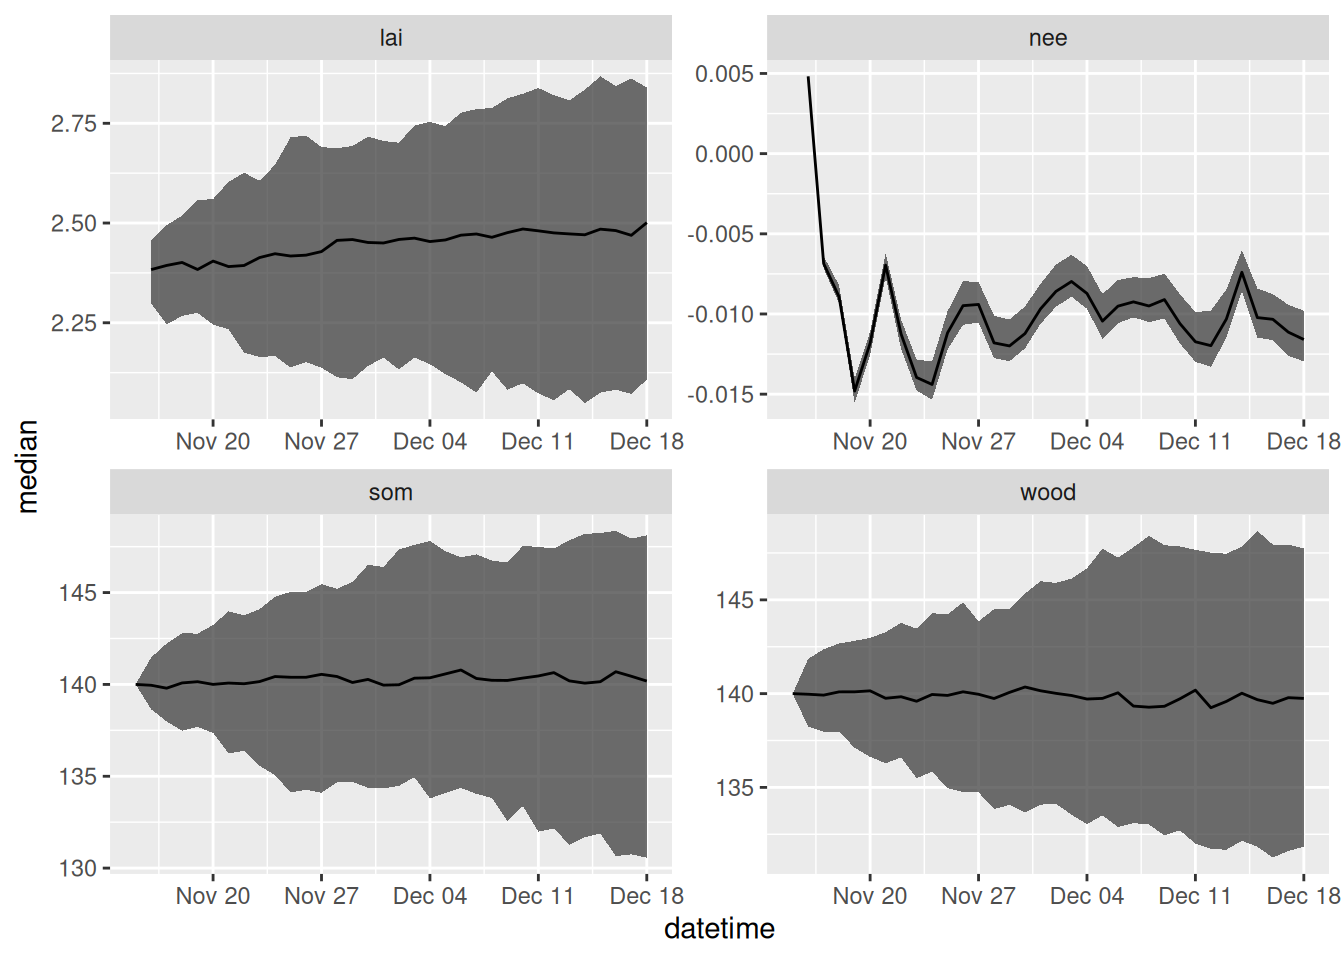 lai
nee
2.75
2.50
2.25
0.005
0.000
-0.005
-0.010
-0.015
Nov 20 Nov 27 Dec 04 Dec 11 Dec 18
Nov 20 Nov 27 Dec 04 Dec 11 Dec 18
median
som
wood
145
140
135
130
145
140
135
Nov 20 Nov 27 Dec 04 Dec 11 Dec 18
Nov 20 Nov 27 Dec 04 Dec 11 Dec 18
datetime